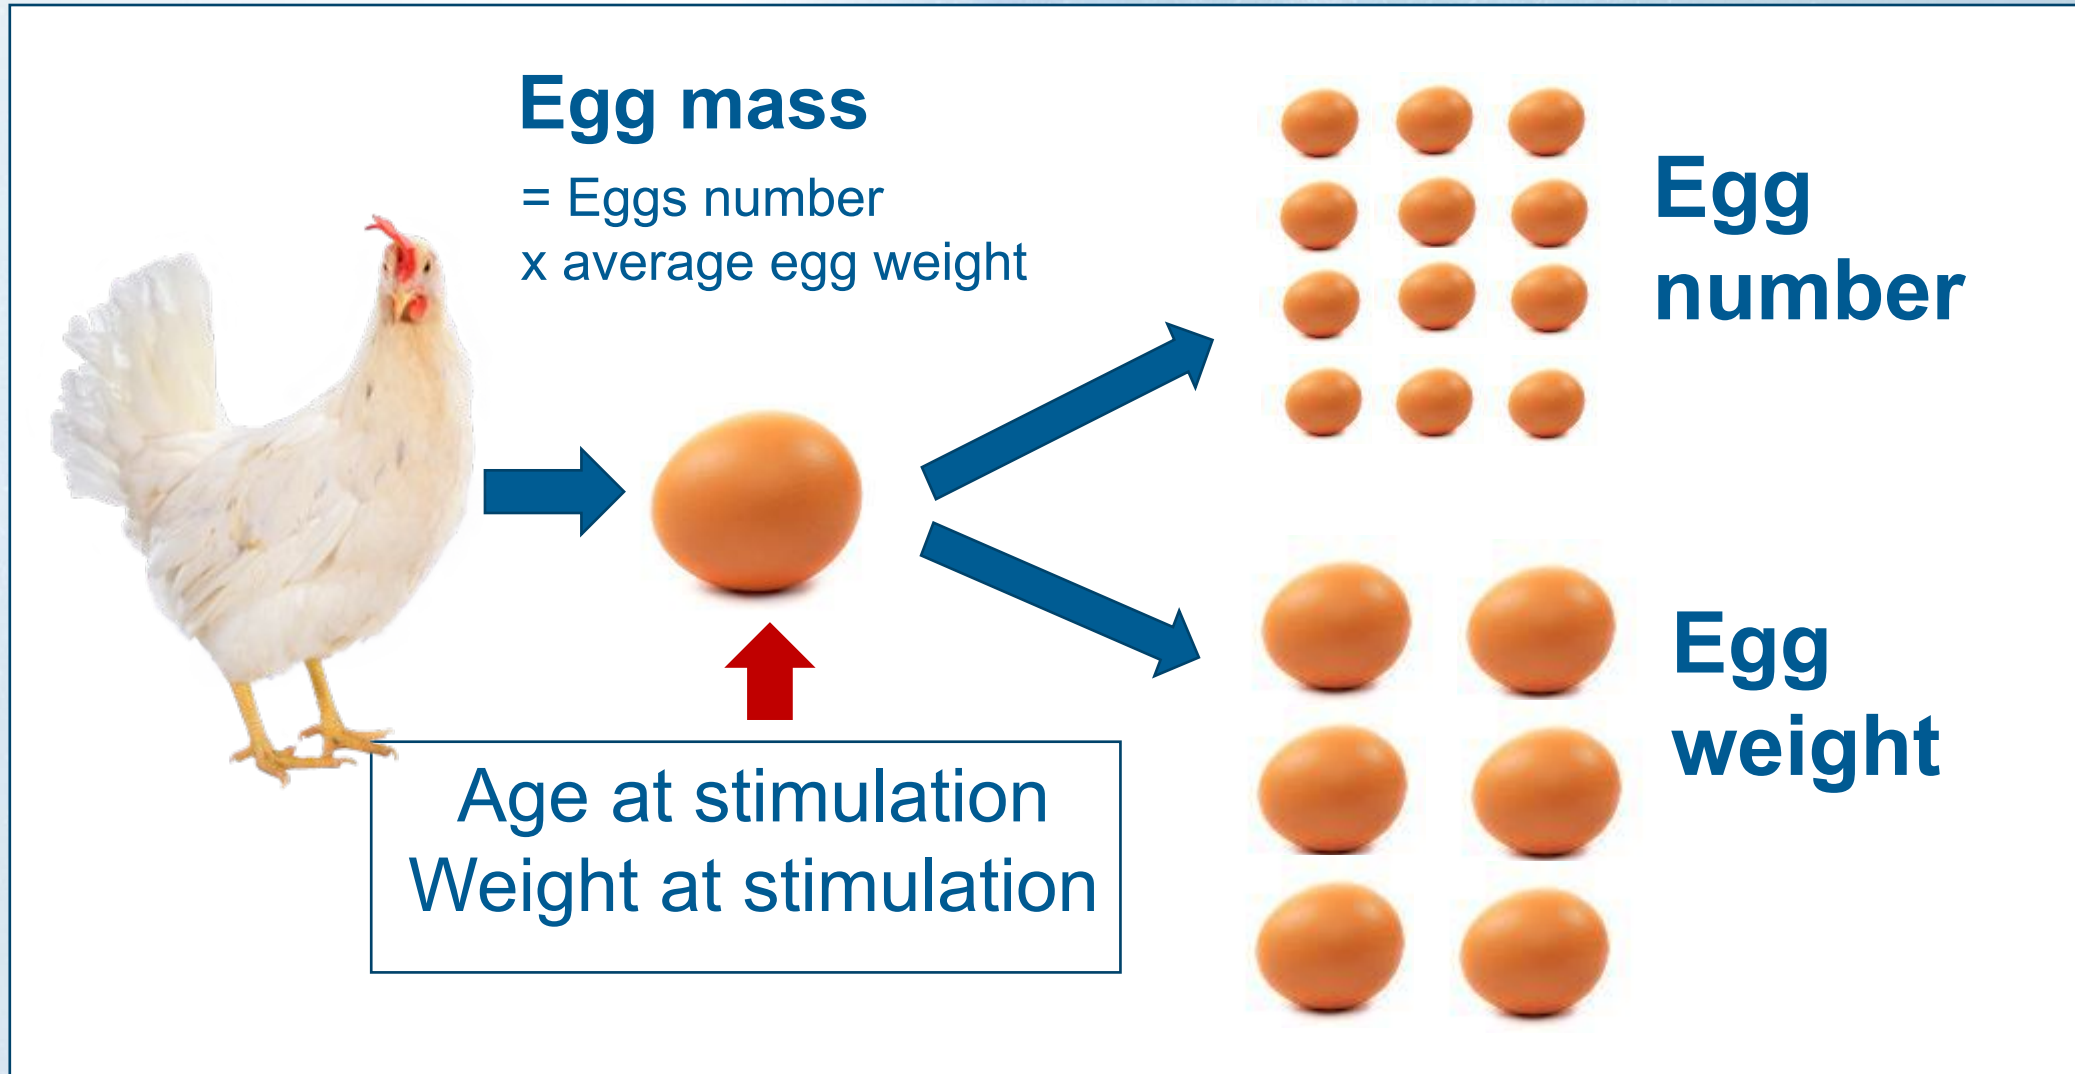 Egg mass
= Eggs number
x average egg weight
Egg
number
Egg
weight
Age at stimulation
Weight at stimulation